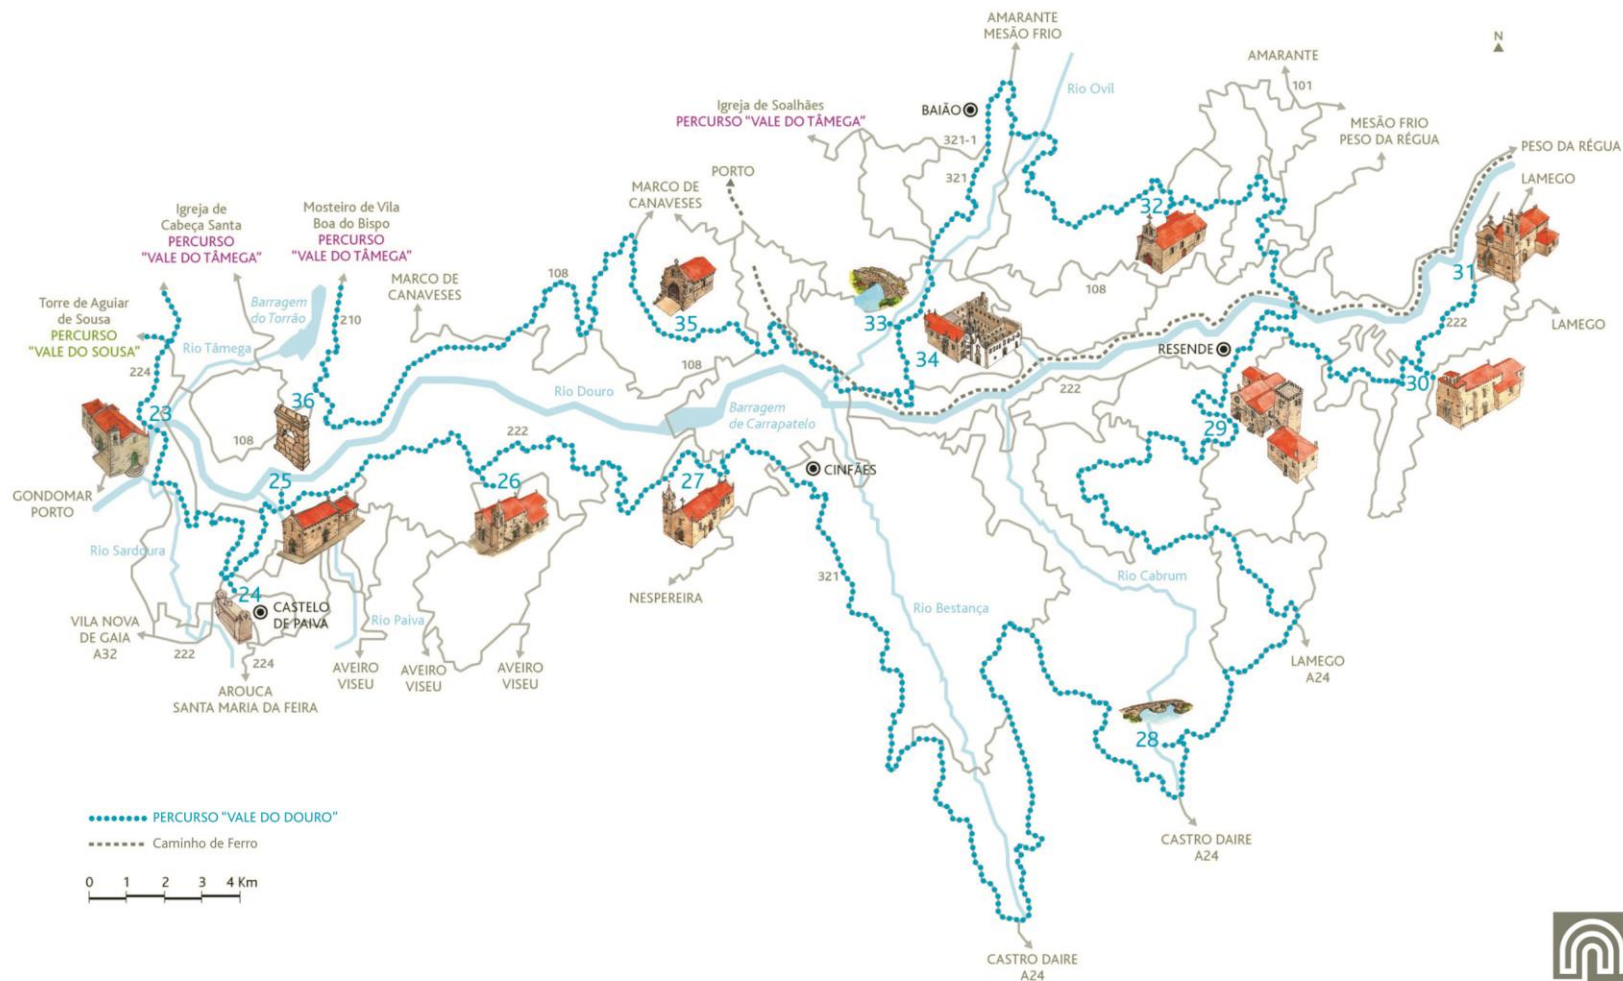 AMARANTE
MESÃO FRIO
N
AMARANTE
101
Rio Ovil
BAIÃO
Igreja de Soalhães
PERCURSO "VALE DO TÂMEGA"
321-1
321
MESÃO FRIO
PESO DA RÉGUA
PESO DA RÉGUA
LAMEGO
PORTO
MARCO DE
CANAVESES
Igreja de
Cabeça Santa
PERCURSO
"VALE DO TÂMEGA"
Mosteiro de Vila
Boa do Bispo
PERCURSO
"VALE DO TÂMEGA"
MARCO DE
CANAVESES
108
32
31
Barragem
do Torrão
210
Torre de Aguiar
de Sousa
PERCURSO
"VALE DO SOUSA"
Rio Tâmega
224
35
33
34
108
222
LAMEGO
RESENDE
108
222
30
Rio Douro
Barragem
de Carrapatelo
23
36
108
29
222
25
26
27
CINFÃES
GONDOMAR
PORTO
Rio Sardoura
24
CASTELO
DE PAIVA
NESPEREIRA
321
Rio Bestança
Rio Cabrum
VILA NOVA
DE GAIA
A32
222
224
Rio Paiva
AVEIRO
VISEU
AVEIRO
VISEU
AVEIRO
VISEU
LAMEGO
A24
AROUCA
SANTA MARIA DA FEIRA
28
PERCURSO "VALE DO DOURO"
Caminho de Ferro
CASTRO DAIRE
A24
0 1 2 3 4 Km
CASTRO DAIRE
A24